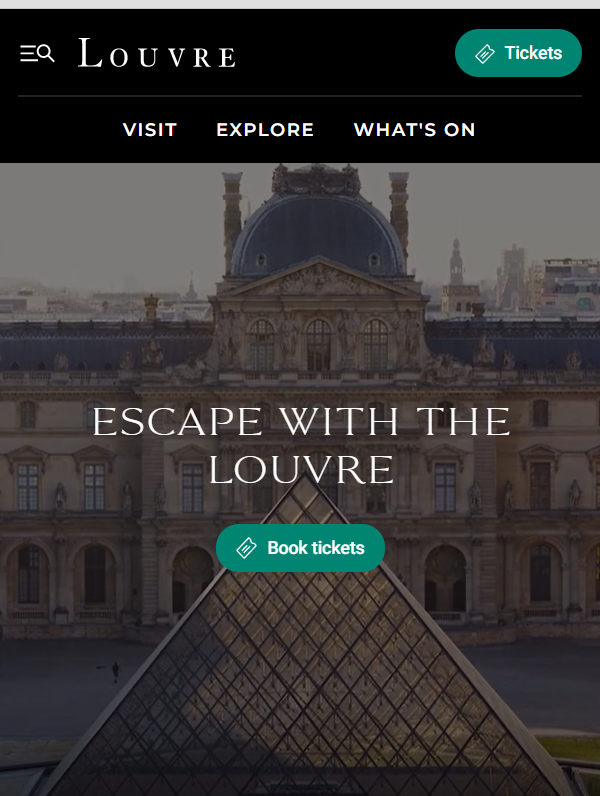 LOUVRE
Tickets
VISIT EXPLORE WHAT'S ON
ESCAPE WITH THE
LOUVRE
Book tickets